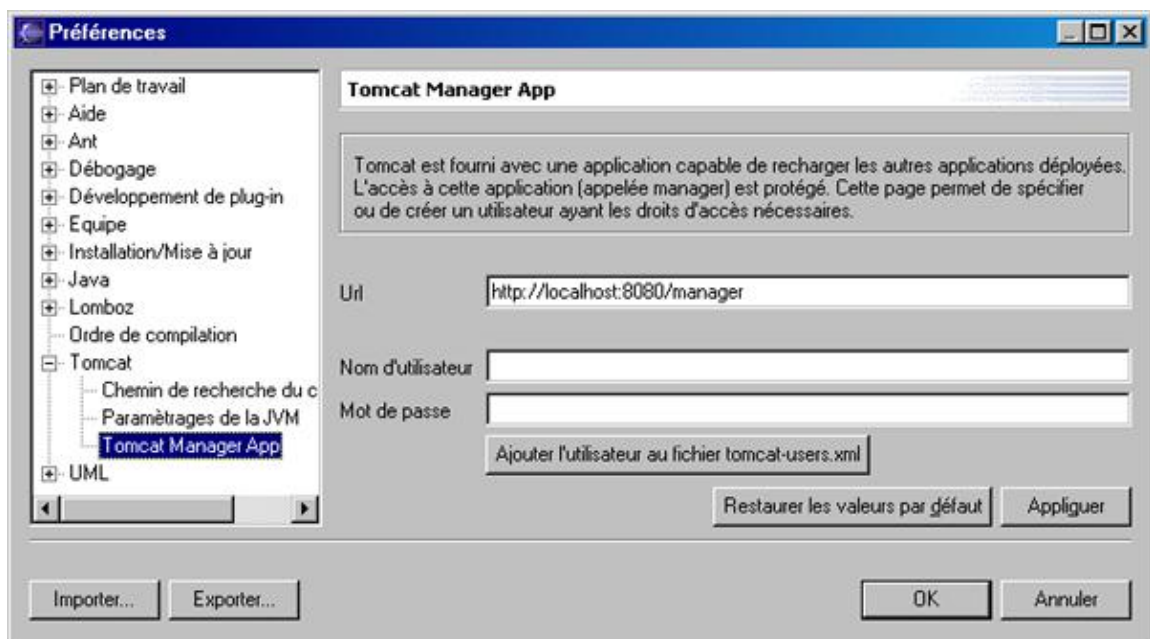 Préférences
Plan de travail
Aide
Ant
Débogage
Développement de plug-in
Equipe
Installation/Mise à jour
Java
Lomboz
Ordre de compilation
Tomcat
Chemin de recherche du c
Paramètrages de la JVM
Tomcat Manager App
UML
Tomcat Manager App
Tomcat est fourni avec une application capable de recharger les autres applications déployées.
L'accès à cette application (appelée manager) est protégé. Cette page permet de spécifier
ou de créer un utilisateur ayant les droits d'accès nécessaires.
Url
http://localhost:8080/manager
Nom d'utilisateur
Mot de passe
Ajouter l'utilisateur au fichier tomcat-users.xml
Restaurer les valeurs par défaut
Appliquer
Importer...
Exporter...
OK
Annuler